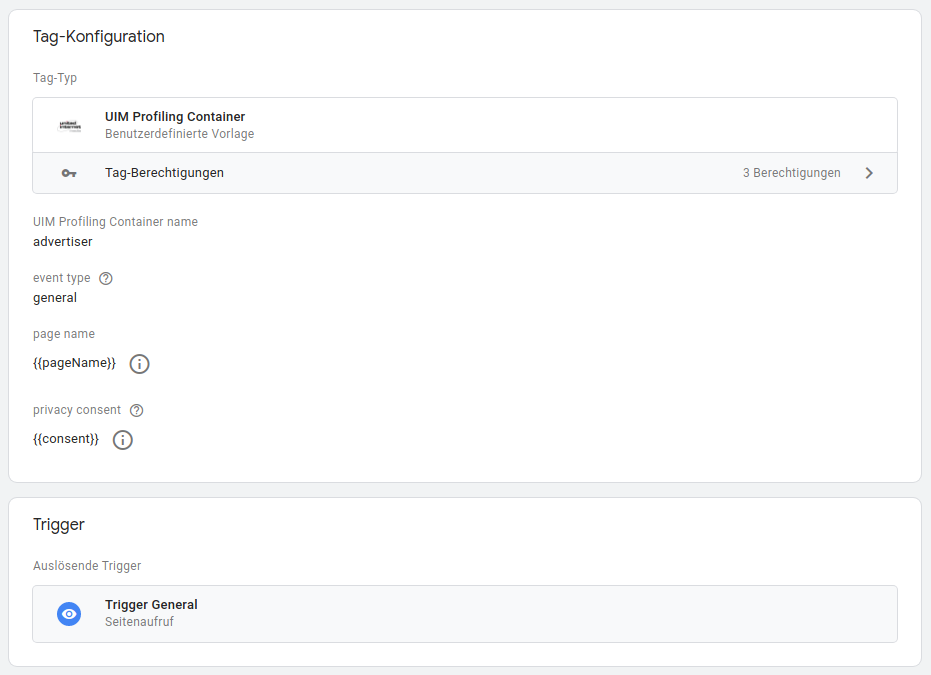 Tag-Konfiguration
Tag-Typ
UIM Profiling Container
Benutzerdefinierte Vorlage
Tag-Berechtigungen 3 Berechtigungen
UIM Profiling Container name
advertiser
event type
general
page name
{{pageName}}
privacy consent
{{consent}}
Trigger
Auslösende Trigger
Trigger General
Seitenaufruf